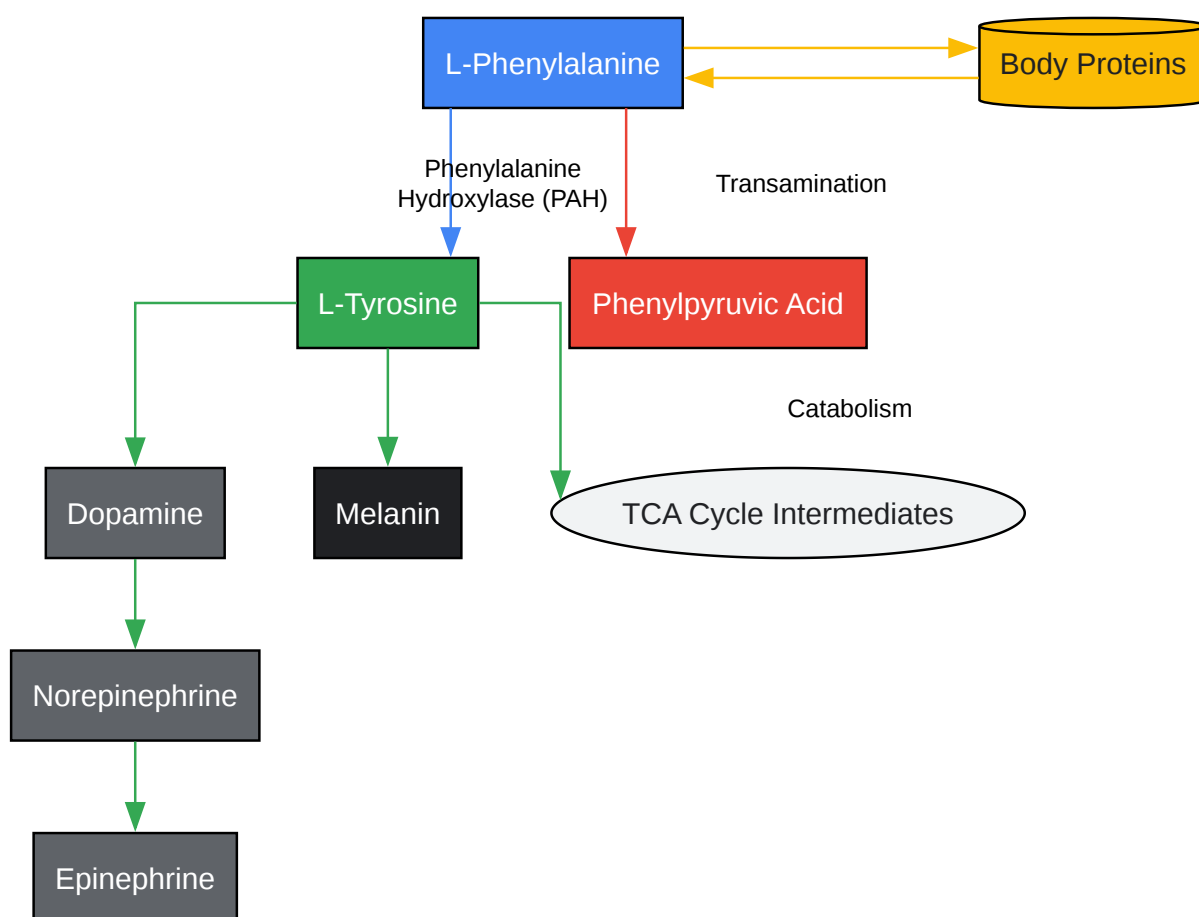 L-Phenylalanine
Body Proteins
Phenylalanine
Hydroxylase (PAH)
Transamination
L-Tyrosine
Phenylpyruvic Acid
Catabolism
Dopamine
Melanin
TCA Cycle Intermediates
Norepinephrine
Epinephrine